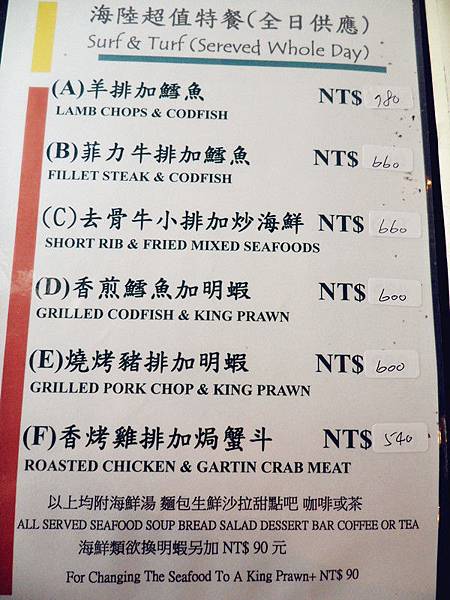 海陸超值特餐(全日供應)
Surf & Turf (Sereved Whole Day)
(A)羊排加鱈魚 NT$ 780
LAMB CHOPS & CODFISH
(B)菲力牛排加鱈魚 NT$ 660
FILLET STEAK & CODFISH
(C)去骨牛小排加炒海鮮 NT$ 660
SHORT RIB & FRIED MIXED SEAFOODS
(D)香煎鱈魚加明蝦 NT$ 600
GRILLED CODFISH & KING PRAWN
(E)燒烤豬排加明蝦 NT$ 600
GRILLED PORK CHOP & KING PRAWN
(F)香烤雞排加焗蟹斗 NT$ 540
ROASTED CHICKEN & GARTIN CRAB MEAT
以上均附海鮮湯 麵包生鮮沙拉甜點吧 咖啡或茶
ALL SERVED SEAFOOD SOUP BREAD SALAD DESSERT BAR COFFEE OR TEA
海鮮類欲換明蝦另加 NT$ 90 元
For Changing The Seafood To A King Prawn+ NT$ 90